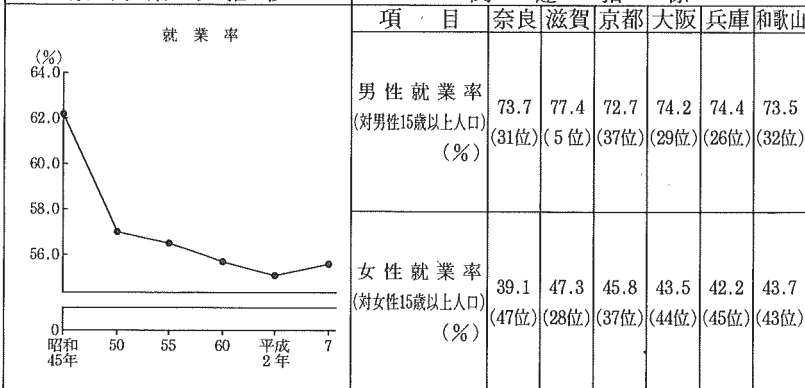 就業率
(%)
64.0
62.0
60.0
58.0
56.0
0
昭和45年 50 55 60 平成2年 7
項目 奈良 滋賀 京都 大阪 兵庫 和歌山
男性就業率
(対男性15歳以上人口)
(%)
73.7 77.4 72.7 74.2 74.4 73.5
(31位) (5位) (37位) (29位) (26位) (32位)
女性就業率
(対女性15歳以上人口)
(%)
39.1 47.3 45.8 43.5 42.2 43.7
(47位) (28位) (37位) (44位) (45位) (43位)